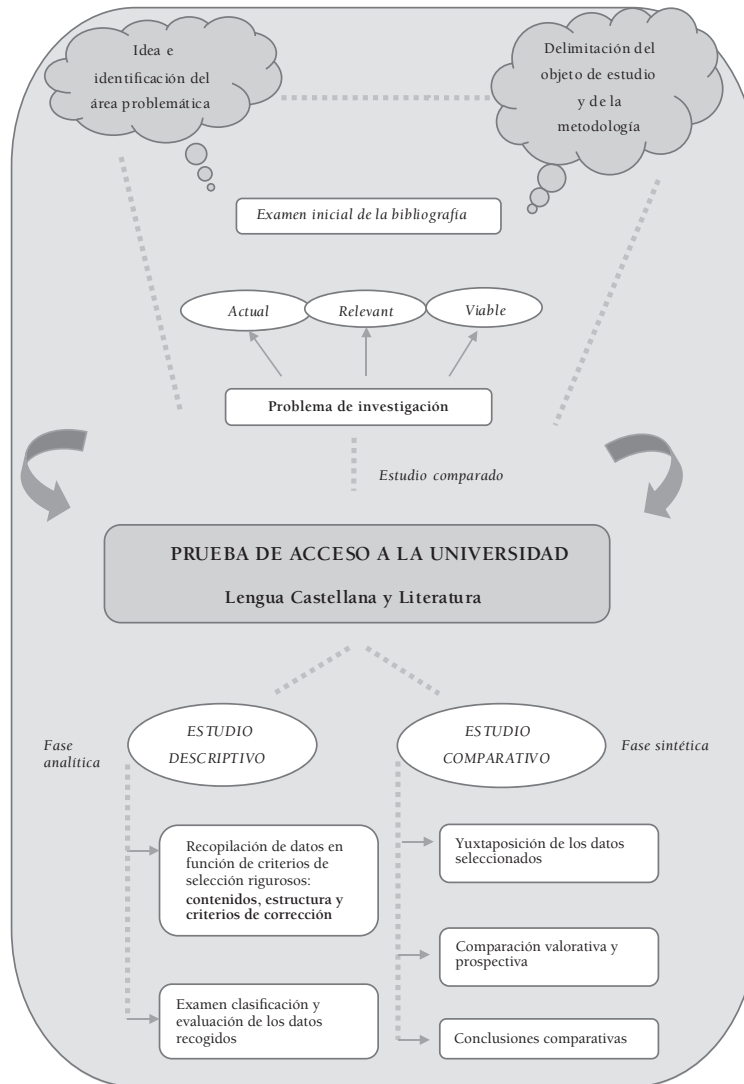 Idea e
identificación del
área problemática
Delimitación del
objeto de estudio
y de la
metodología
Examen inicial de la bibliografía
Actual
Relevant
Viable
Problema de investigación
Estudio comparado
PRUEBA DE ACCESO A LA UNIVERSIDAD
Lengua Castellana y Literatura
Fase
analítica
ESTUDIO
DESCRIPTIVO
ESTUDIO
COMPARATIVO
Fase sintética
Recopilación de datos en
función de criterios de
selección rigurosos:
contenidos, estructura y
criterios de corrección
Examen clasificación y
evaluación de los datos
recogidos
Yuxtaposición de los datos
seleccionados
Comparación valorativa y
prospectiva
Conclusiones comparativas